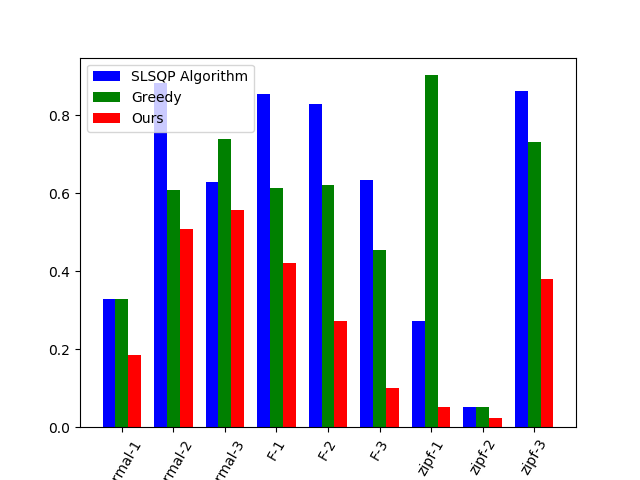 SLSQP Algorithm
Greedy
Ours
0.8
0.6
0.4
0.2
0.0
rmal-1
rmal-2
rmal-3
F-1
F-2
F-3
zipf-1
zipf-2
zipf-3